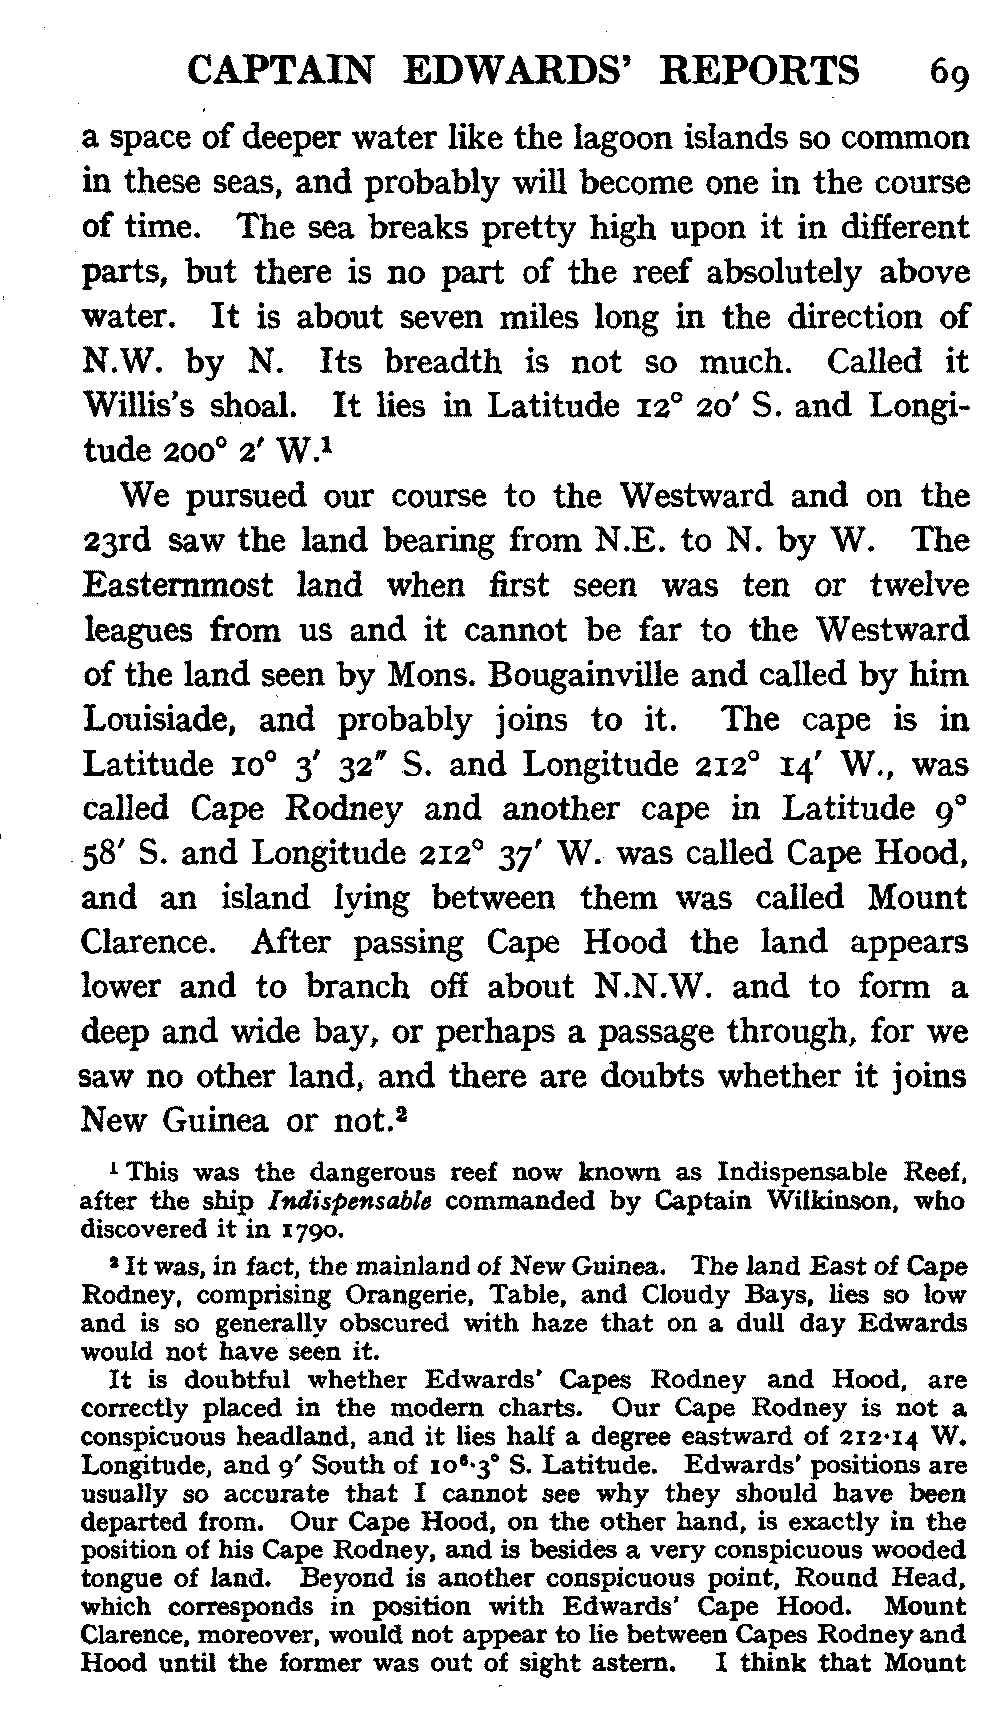 CAPTAIN EDWARDS' REPORTS 69
a space of deeper water like the lagoon islands so common
in these seas, and probably will become one in the course
of time. The sea breaks pretty high upon it in different
parts, but there is no part of the reef absolutely above
water. It is about seven miles long in the direction of
N.W. by N. Its breadth is not so much. Called it
Willis's shoal. It lies in Latitude 12° 20′ S. and Longi-
tude 200° 2′ W.¹
We pursued our course to the Westward and on the
23rd saw the land bearing from N.E. to N. by W. The
Easternmost land when first seen was ten or twelve
leagues from us and it cannot be far to the Westward
of the land seen by Mons. Bougainville and called by him
Louisiade, and probably joins to it. The cape is in
Latitude 10° 3′ 32″ S. and Longitude 212° 14′ W., was
called Cape Rodney and another cape in Latitude 9°
58′ S. and Longitude 212° 37′ W. was called Cape Hood,
and an island lying between them was called Mount
Clarence. After passing Cape Hood the land appears
lower and to branch off about N.N.W. and to form a
deep and wide bay, or perhaps a passage through, for we
saw no other land, and there are doubts whether it joins
New Guinea or not.²
¹ This was the dangerous reef now known as Indispensable Reef,
after the ship Indispensable commanded by Captain Wilkinson, who
discovered it in 1790.
² It was, in fact, the mainland of New Guinea. The land East of Cape
Rodney, comprising Orangerie, Table, and Cloudy Bays, lies so low
and is so generally obscured with haze that on a dull day Edwards
would not have seen it.
It is doubtful whether Edwards' Capes Rodney and Hood, are
correctly placed in the modern charts. Our Cape Rodney is not a
conspicuous headland, and it lies half a degree eastward of 212·14 W.
Longitude, and 9′ South of 10°·3° S. Latitude. Edwards' positions are
usually so accurate that I cannot see why they should have been
departed from. Our Cape Hood, on the other hand, is exactly in the
position of his Cape Rodney, and is besides a very conspicuous wooded
tongue of land. Beyond is another conspicuous point, Round Head,
which corresponds in position with Edwards' Cape Hood. Mount
Clarence, moreover, would not appear to lie between Capes Rodney and
Hood until the former was out of sight astern. I think that Mount